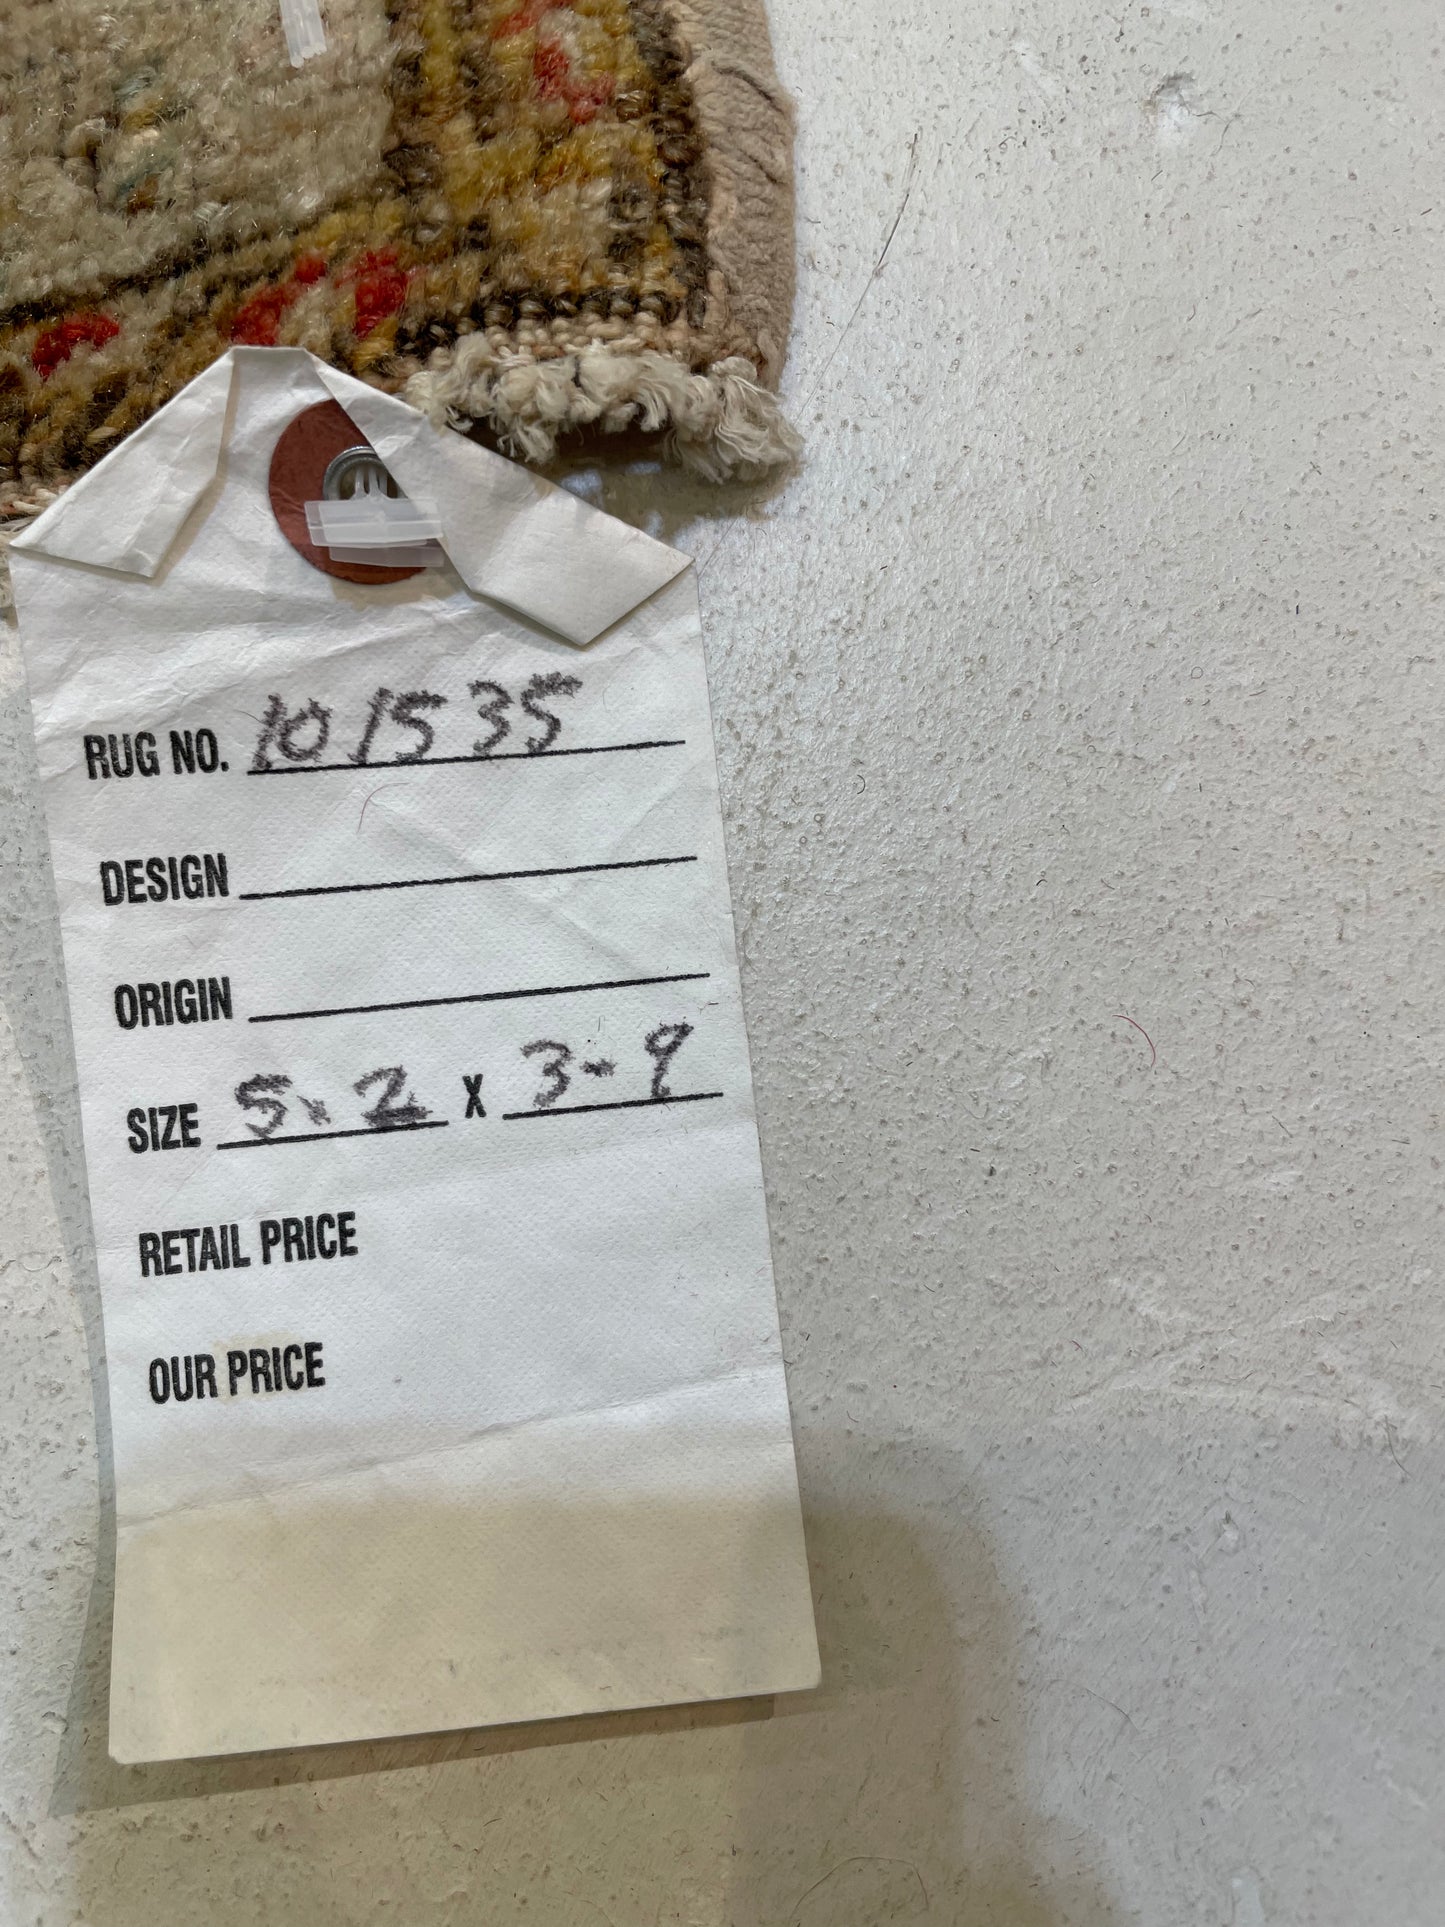 RUG NO. 101535
DESIGN
ORIGIN
SIZE 5-2 X 3-9
RETAIL PRICE
OUR PRICE